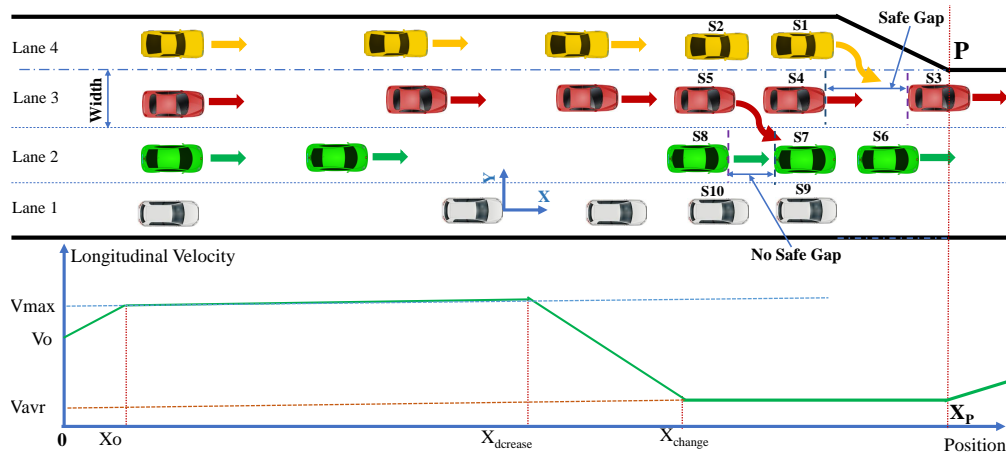 Lane 4
S2
S1
Safe Gap
P
Lane 3
Width
S5
S4
S3
Lane 2
S8
S7
S6
Lane 1
Y
X
S10
S9
No Safe Gap
Longitudinal Velocity
Vmax
Vo
Vavr
0
Xo
Xdcrease
Xchange
XP
Position